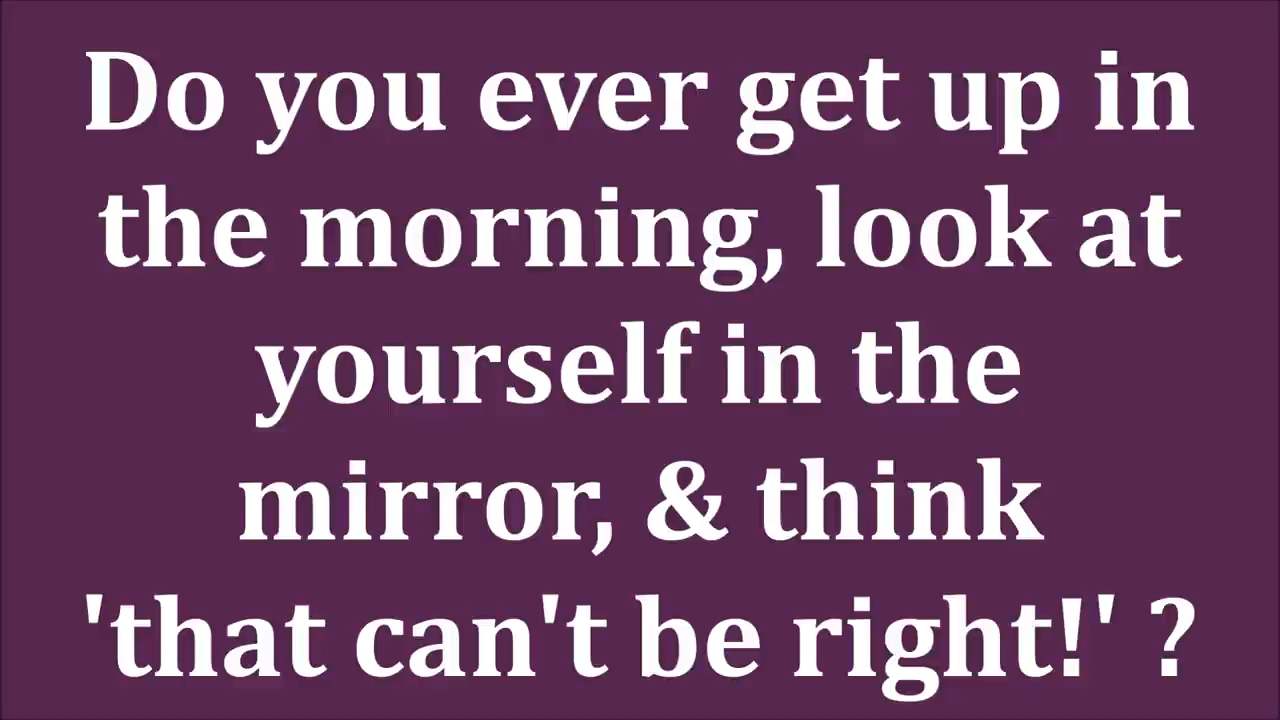 Do you ever get up in
the morning, look at
yourself in the
mirror, & think
'that can't be right!' ?